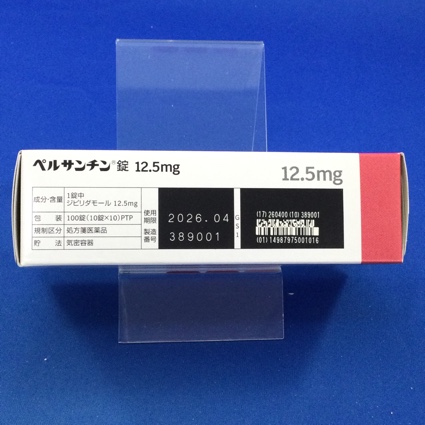 ペルサンチン®錠 12.5mg
12.5mg
成分・含量 1錠中 ジピリダモール 12.5mg
包装 100錠(10錠×10)PTP
規制区分 処方箋医薬品
貯法 気密容器
使用期限 2026.04
製造番号 389001
GS1
(17)260400(10)389001
(01)14987975001016